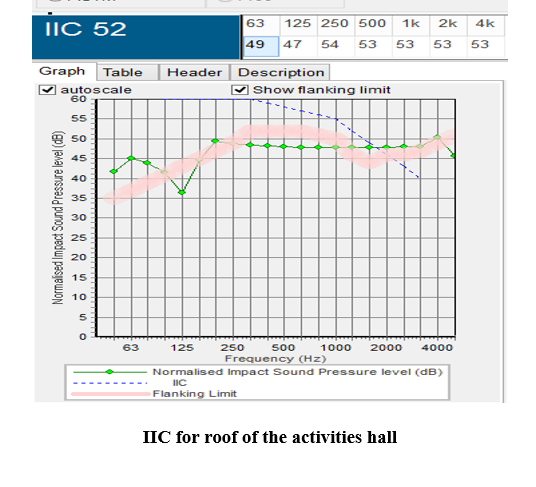 IIC 52
63 125 250 500 1k 2k 4k
49 47 54 53 53 53 53
Graph Table Header Description
autoscale Show flanking limit
60
55
50
45
40
35
30
25
20
15
10
5
0
Normalised Impact Sound Pressure level (dB)
63 125 250 500 1000 2000 4000
Frequency (Hz)
Normalised Impact Sound Pressure level (dB)
IIC
Flanking Limit
IIC for roof of the activities hall